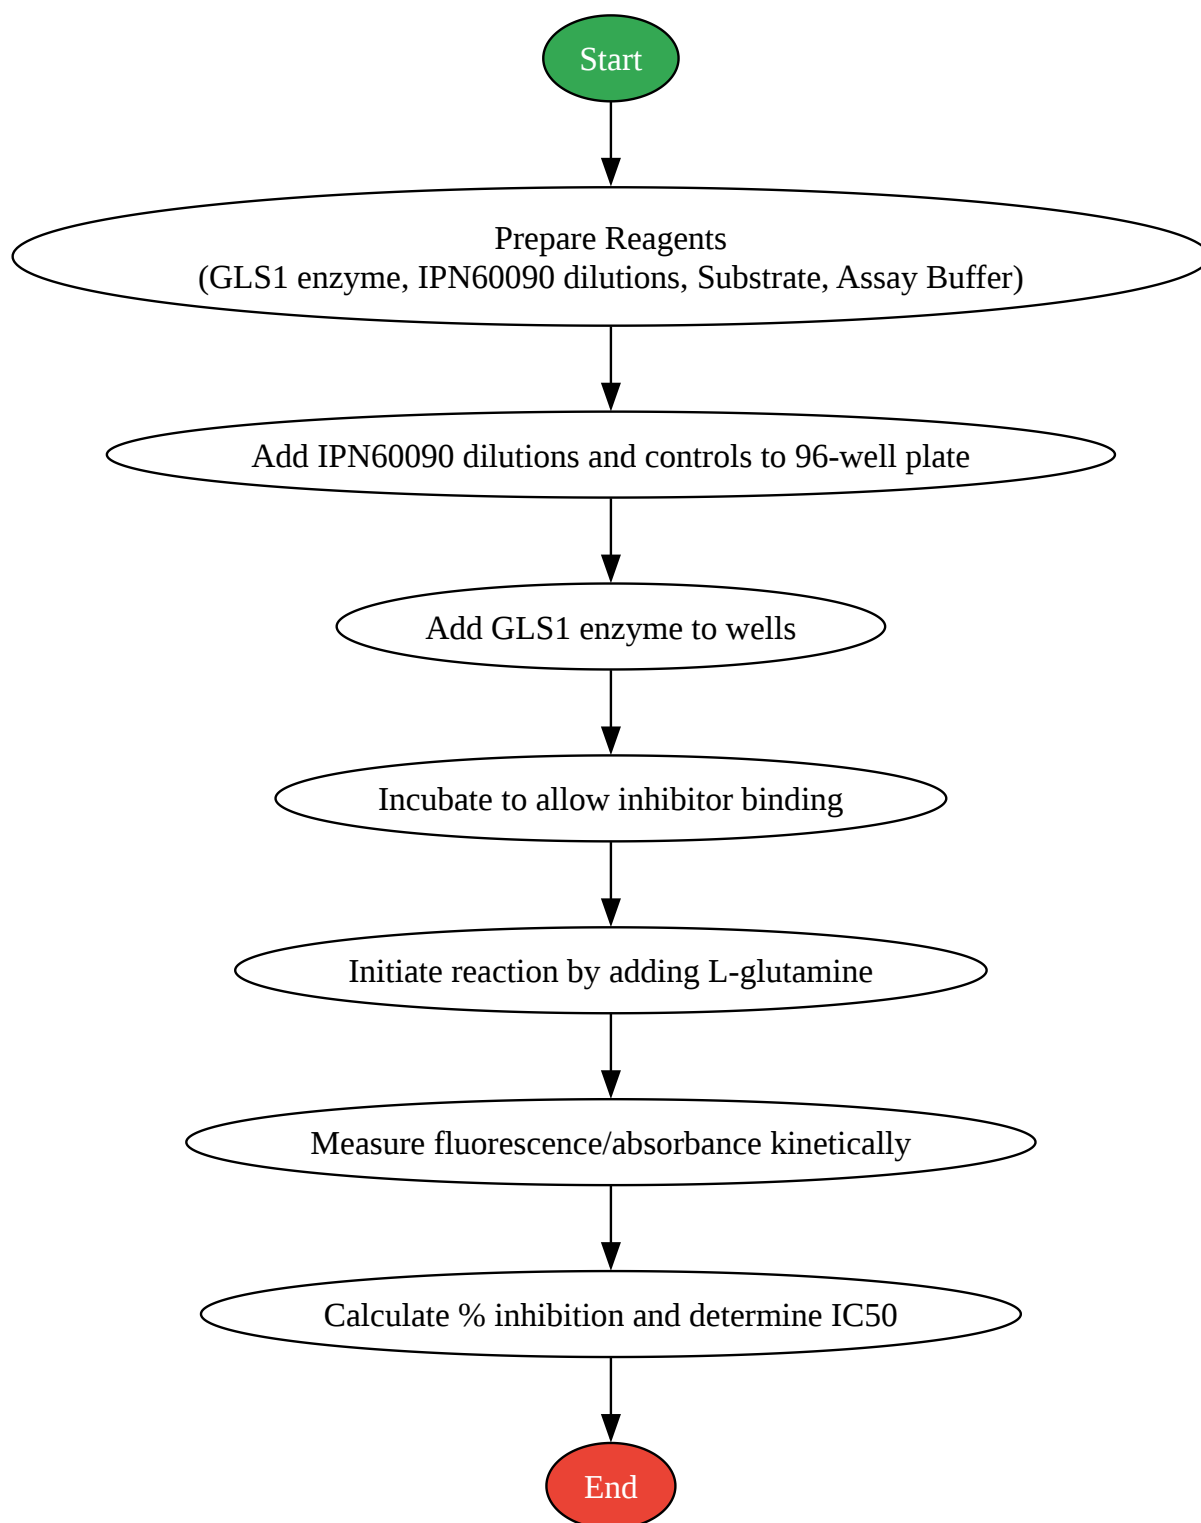 Start
Prepare Reagents
(GLS1 enzyme, IPN60090 dilutions, Substrate, Assay Buffer)
Add IPN60090 dilutions and controls to 96-well plate
Add GLS1 enzyme to wells
Incubate to allow inhibitor binding
Initiate reaction by adding L-glutamine
Measure fluorescence/absorbance kinetically
Calculate % inhibition and determine IC50
End